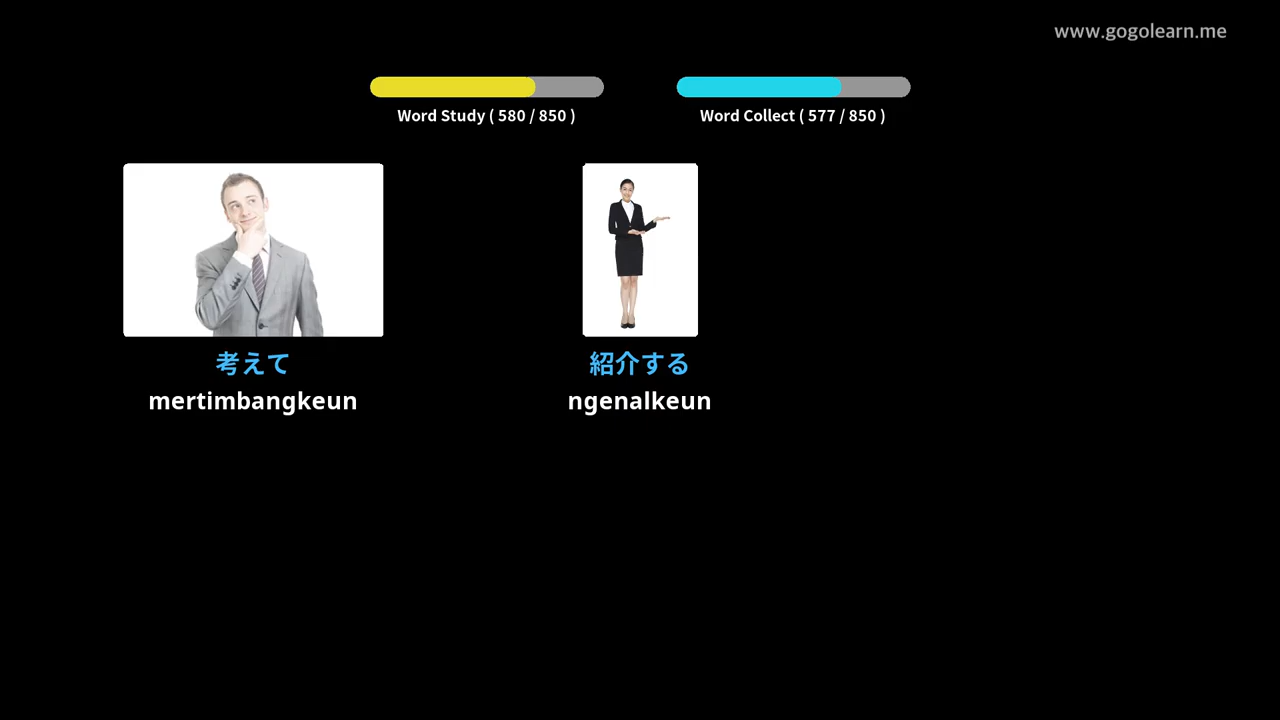 www.gogolearn.me
Word Study ( 580 / 850 )
Word Collect ( 577 / 850 )
考えて
mertimbangkeun
紹介する
ngenalkeun